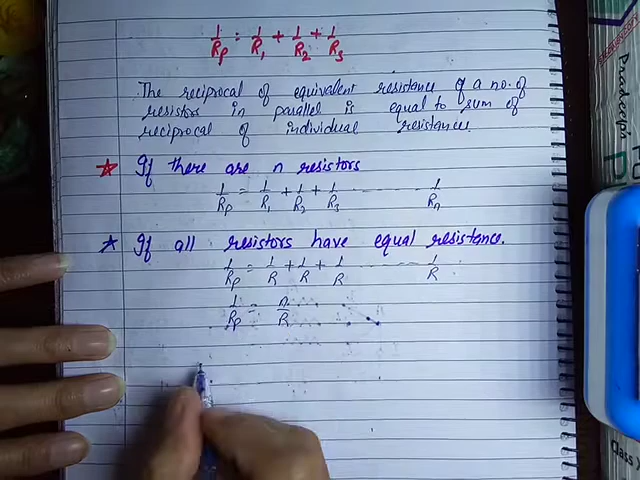 1/Rp = 1/R1 + 1/R2 + 1/R3
The reciprocal of equivalent resistance of a no. of
resistors in parallel is equal to sum of
reciprocal of individual resistances.
☆ If there are n resistors
1/Rp = 1/R1 + 1/R2 + 1/R3 ........ 1/Rn
☆ If all resistors have equal resistance.
1/Rp = 1/R + 1/R + 1/R ........ 1/R
1/Rp = n/R
Pradeep's
P
Class X